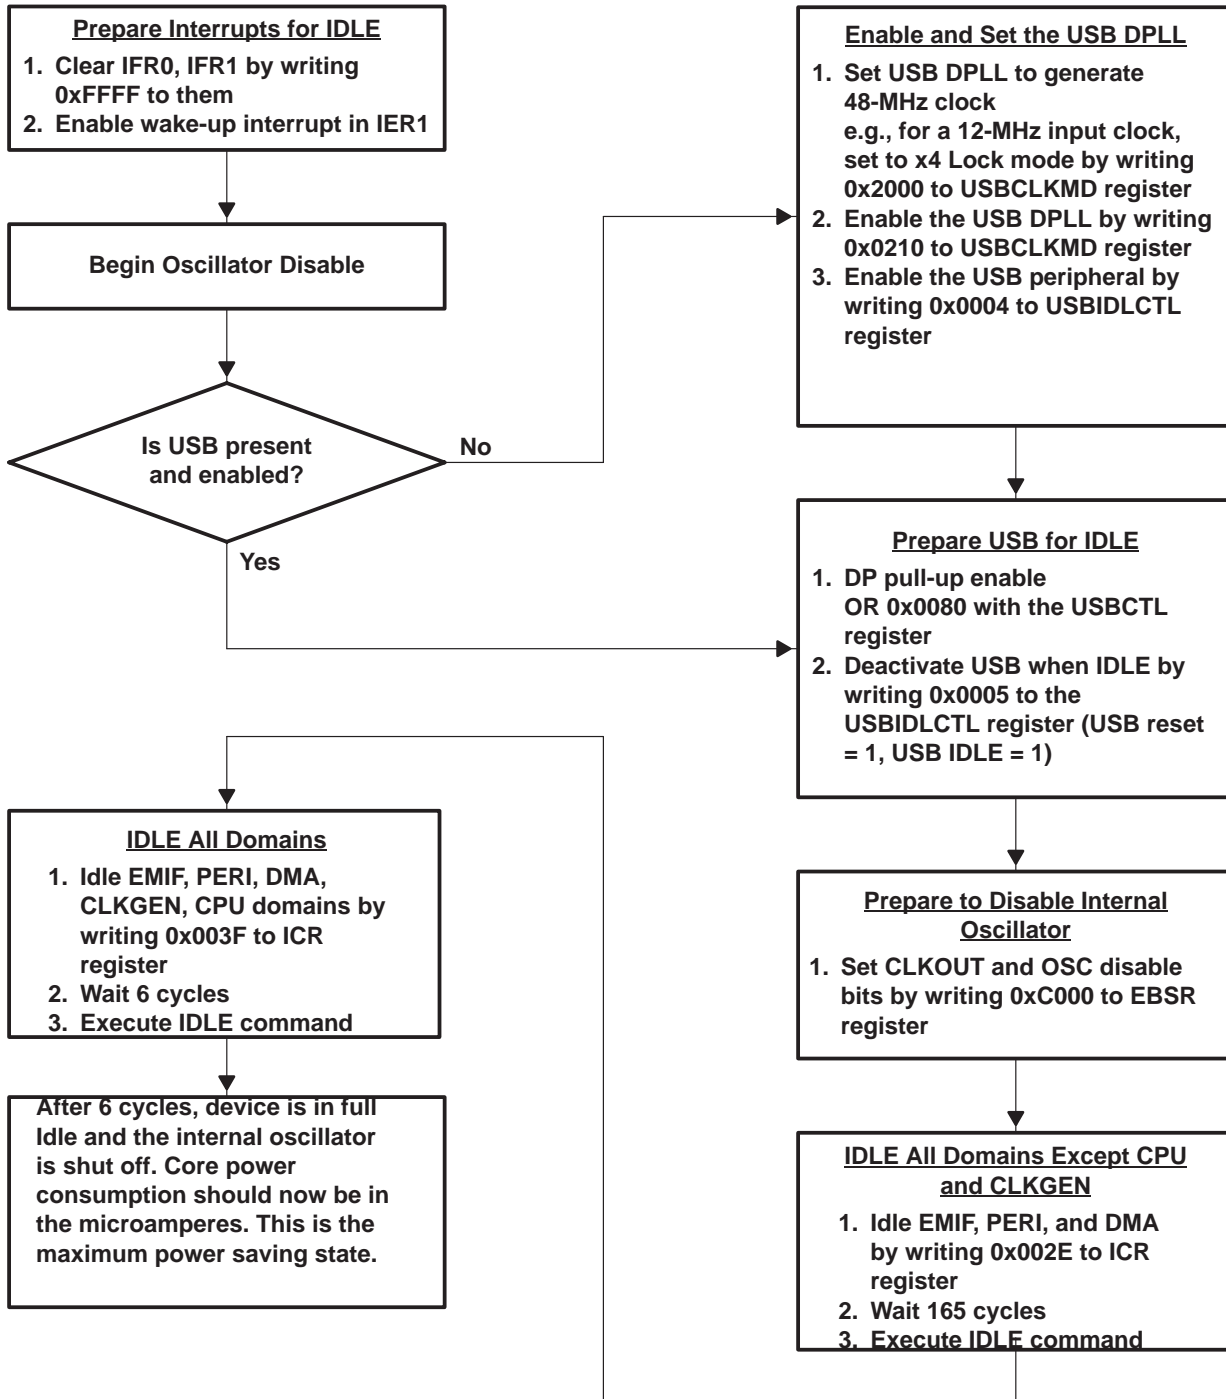 Prepare Interrupts for IDLE
1. Clear IFR0, IFR1 by writing
0xFFFF to them
2. Enable wake-up interrupt in IER1
Begin Oscillator Disable
Is USB present
and enabled?
No
Yes
Enable and Set the USB DPLL
1. Set USB DPLL to generate
48-MHz clock
e.g., for a 12-MHz input clock,
set to x4 Lock mode by writing
0x2000 to USBCLKMD register
2. Enable the USB DPLL by writing
0x0210 to USBCLKMD register
3. Enable the USB peripheral by
writing 0x0004 to USBIDLCTL
register
Prepare USB for IDLE
1. DP pull-up enable
OR 0x0080 with the USBCTL
register
2. Deactivate USB when IDLE by
writing 0x0005 to the
USBIDLCTL register (USB reset
= 1, USB IDLE = 1)
Prepare to Disable Internal
Oscillator
1. Set CLKOUT and OSC disable
bits by writing 0xC000 to EBSR
register
IDLE All Domains Except CPU
and CLKGEN
1. Idle EMIF, PERI, and DMA
by writing 0x002E to ICR
register
2. Wait 165 cycles
3. Execute IDLE command
IDLE All Domains
1. Idle EMIF, PERI, DMA,
CLKGEN, CPU domains by
writing 0x003F to ICR
register
2. Wait 6 cycles
3. Execute IDLE command
After 6 cycles, device is in full
Idle and the internal oscillator
is shut off. Core power
consumption should now be in
the microamperes. This is the
maximum power saving state.